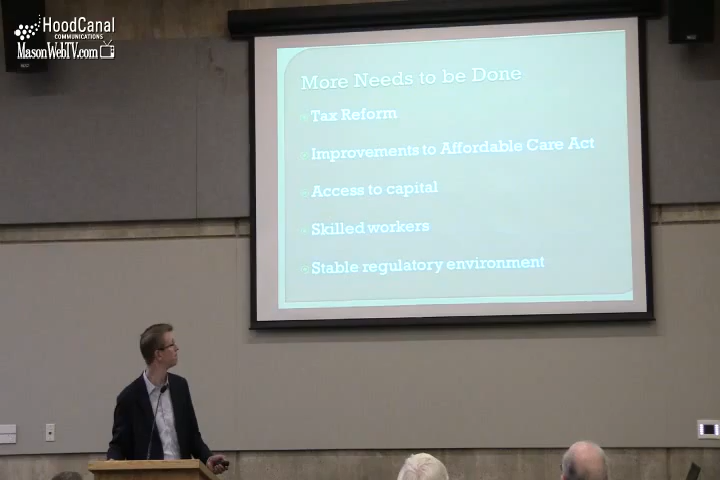 HoodCanal
COMMUNICATIONS
MasonWebTV.com
More Needs to be Done
Tax Reform
Improvements to Affordable Care Act
Access to capital
Skilled workers
Stable regulatory environment